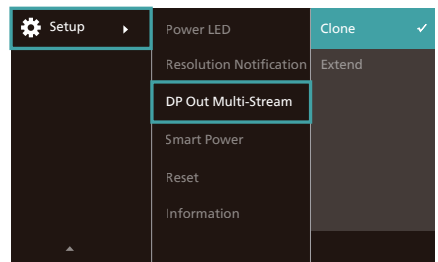 Setup
Power LED
Resolution Notification
DP Out Multi-Stream
Smart Power
Reset
Information
Clone
Extend